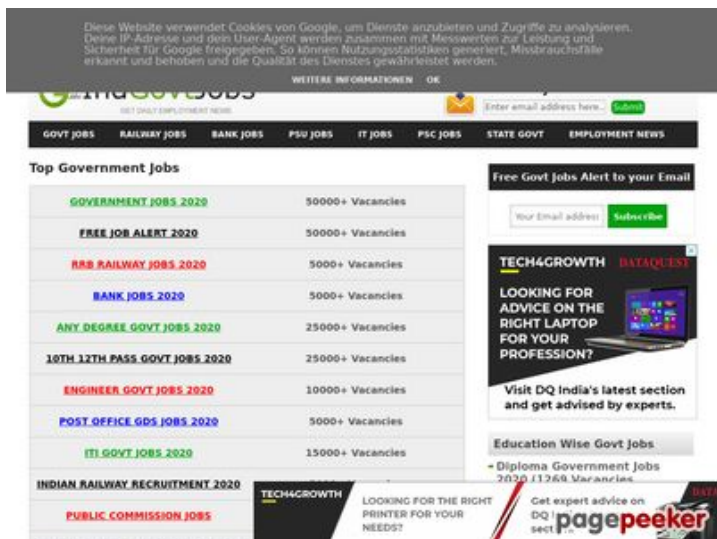 Diese Website verwendet Cookies von Google, um Dienste anzubieten und Zugriffe zu analysieren.
Deine IP-Adresse und dein User-Agent werden zusammen mit Messwerten zur Leistung und
Sicherheit für Google freigegeben. So können Nutzungsstatistiken generiert, Missbrauchsfälle
erkannt und behoben und die Qualität des Dienstes gewährleistet werden.
WEITERE INFORMATIONEN OK
GET DAILY EMPLOYMENT NEWS
Enter email address here.. Submit
GOVT JOBS RAILWAY JOBS BANK JOBS PSU JOBS IT JOBS PSC JOBS STATE GOVT EMPLOYMENT NEWS
Top Government Jobs
GOVERNMENT JOBS 2020 50000+ Vacancies
FREE JOB ALERT 2020 50000+ Vacancies
RRB RAILWAY JOBS 2020 5000+ Vacancies
BANK JOBS 2020 5000+ Vacancies
ANY DEGREE GOVT JOBS 2020 25000+ Vacancies
10TH 12TH PASS GOVT JOBS 2020 25000+ Vacancies
ENGINEER GOVT JOBS 2020 10000+ Vacancies
POST OFFICE GDS JOBS 2020 5000+ Vacancies
ITI GOVT JOBS 2020 15000+ Vacancies
INDIAN RAILWAY RECRUITMENT 2020
PUBLIC COMMISSION JOBS
Free Govt Jobs Alert to your Email
Your Email address Subscribe
TECH4GROWTH DATAQUEST
LOOKING FOR
ADVICE ON THE
RIGHT LAPTOP
FOR YOUR
PROFESSION?
Visit DQ India's latest section
and get advised by experts.
Education Wise Govt Jobs
Diploma Government Jobs
2020 (1269 Vacancies
TECH4GROWTH
LOOKING FOR THE RIGHT
PRINTER FOR YOUR
NEEDS?
Get expert advice on
DQ
pagepeeker